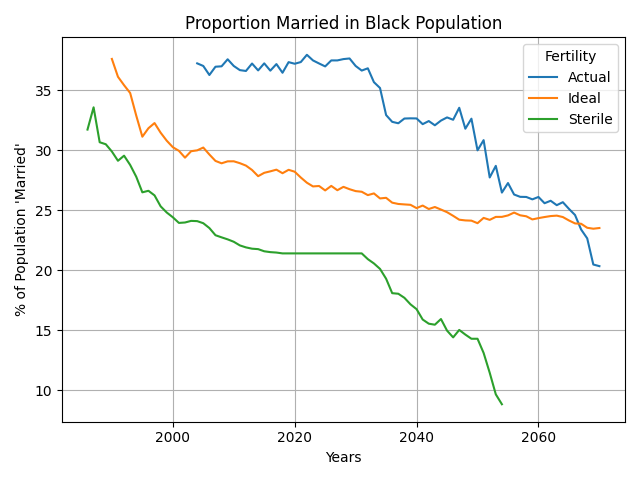 Proportion Married in Black Population
% of Population 'Married'
35
30
25
20
15
10
2000
2020
2040
2060
Years
Fertility
Actual
Ideal
Sterile